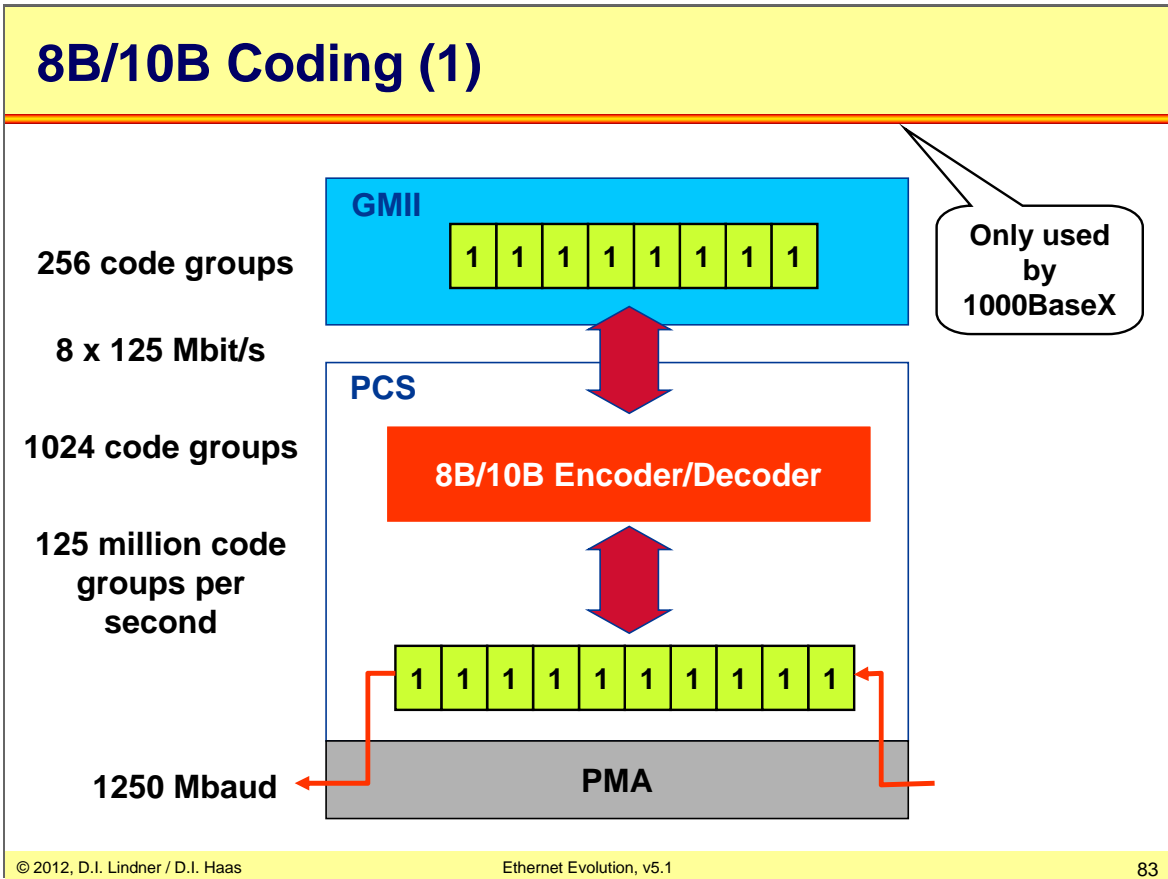 8B/10B Coding (1)
Only used
by
1000BaseX
GMII
256 code groups
1 1 1 1 1 1 1 1
8 x 125 Mbit/s
PCS
1024 code groups
8B/10B Encoder/Decoder
125 million code
groups per
second
1 1 1 1 1 1 1 1 1 1
1250 Mbaud
PMA
© 2012, D.I. Lindner / D.I. Haas
Ethernet Evolution, v5.1
83